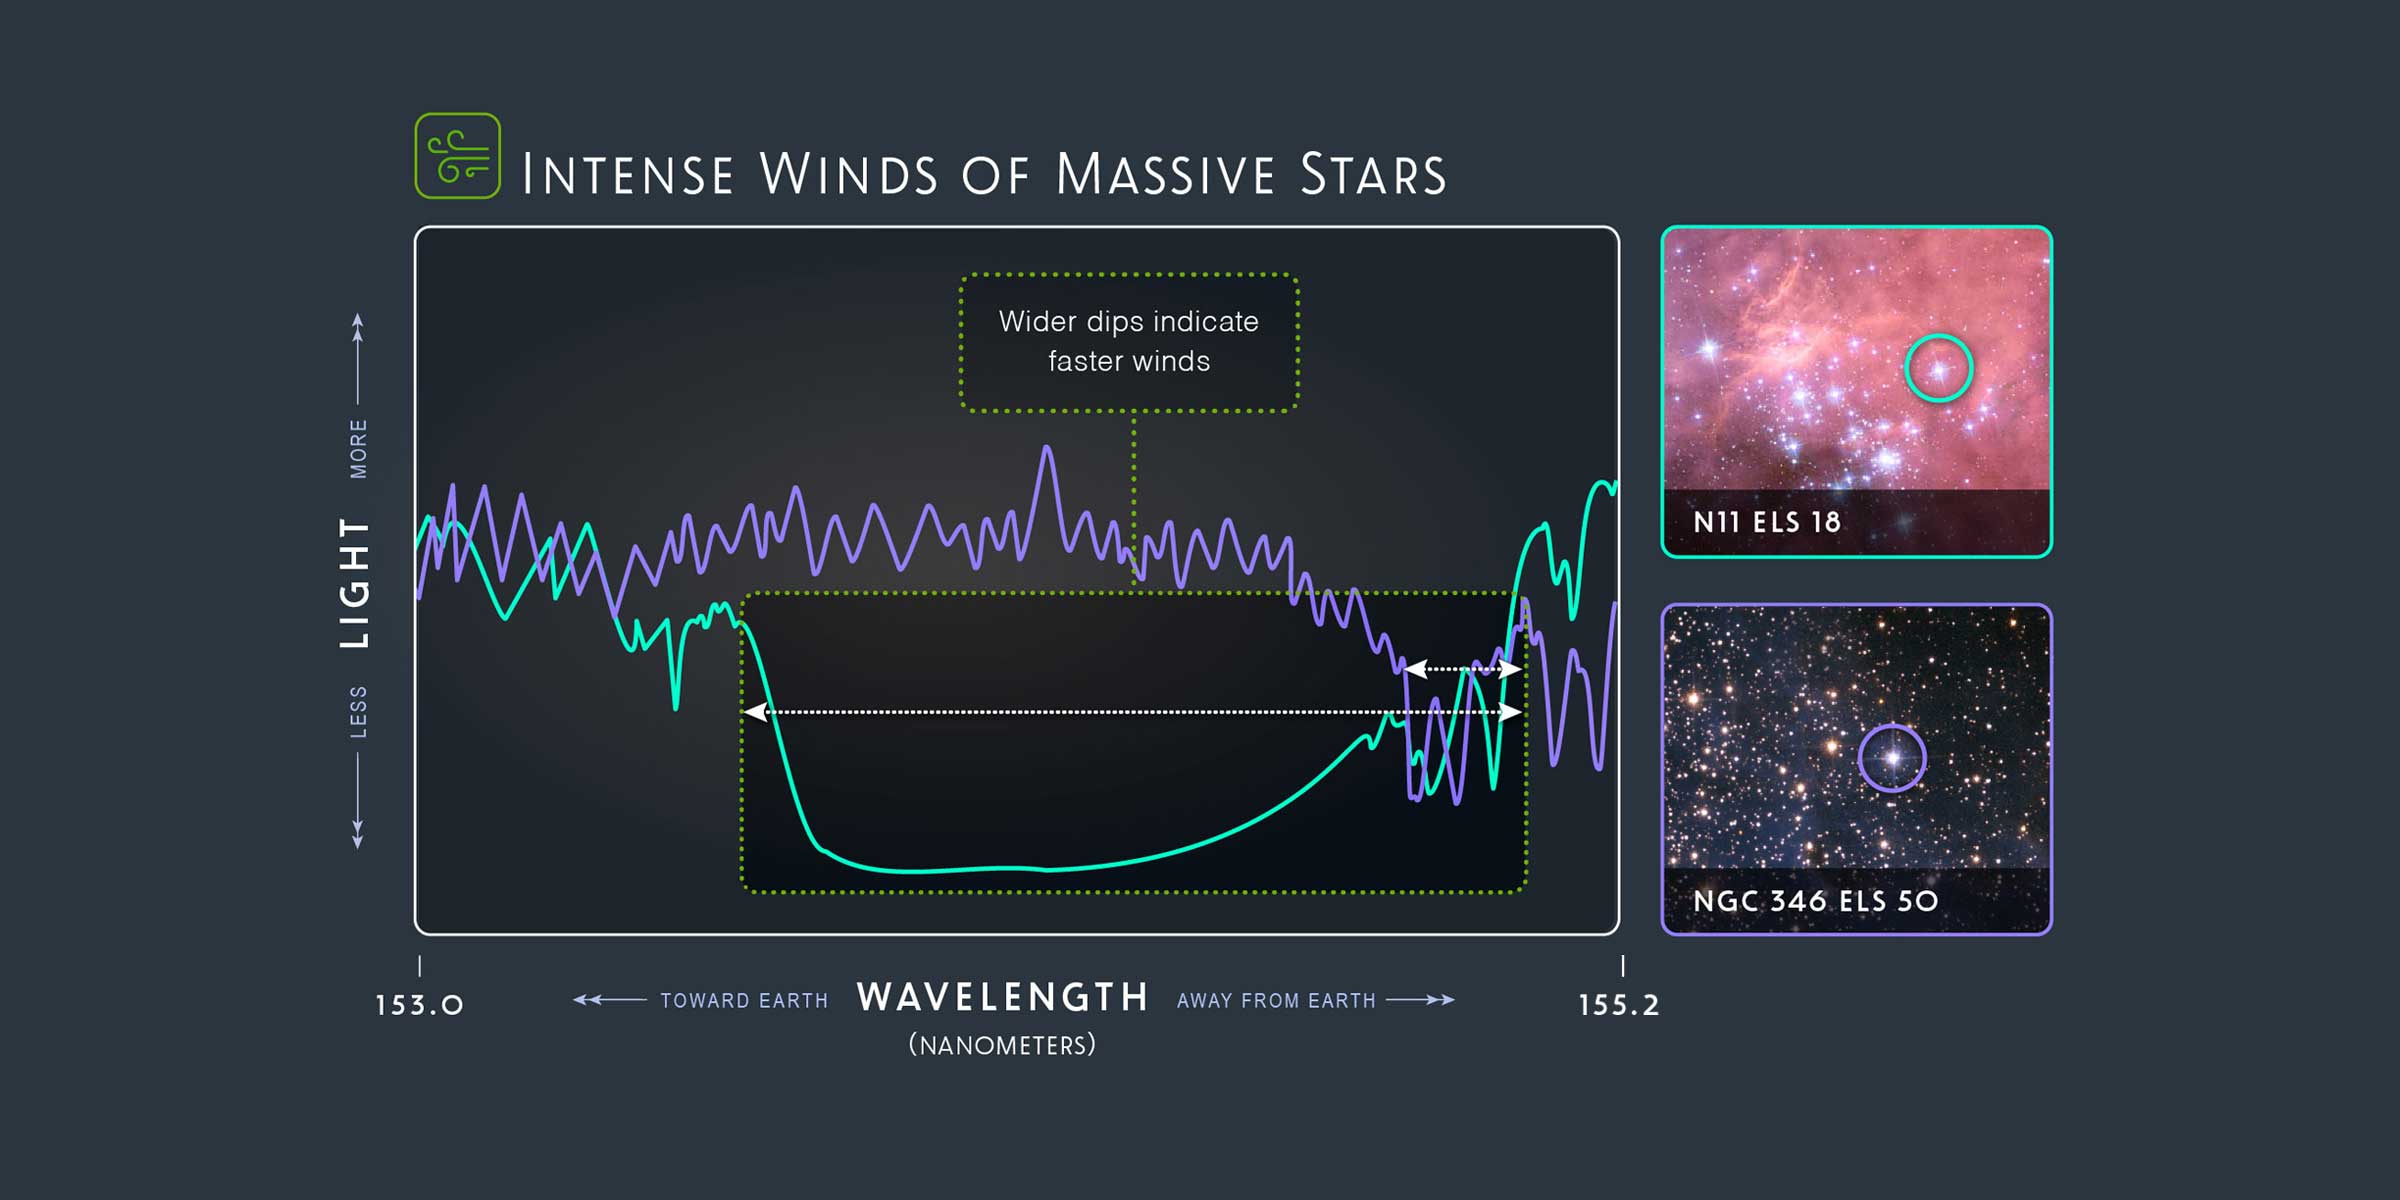 INTENSE WINDS OF MASSIVE STARS
Wider dips indicate
faster winds
MORE
LIGHT
LESS
N11 ELS 18
NGC 346 ELS 50
153.0
TOWARD EARTH
WAVELENGTH
AWAY FROM EARTH
155.2
(NANOMETERS)